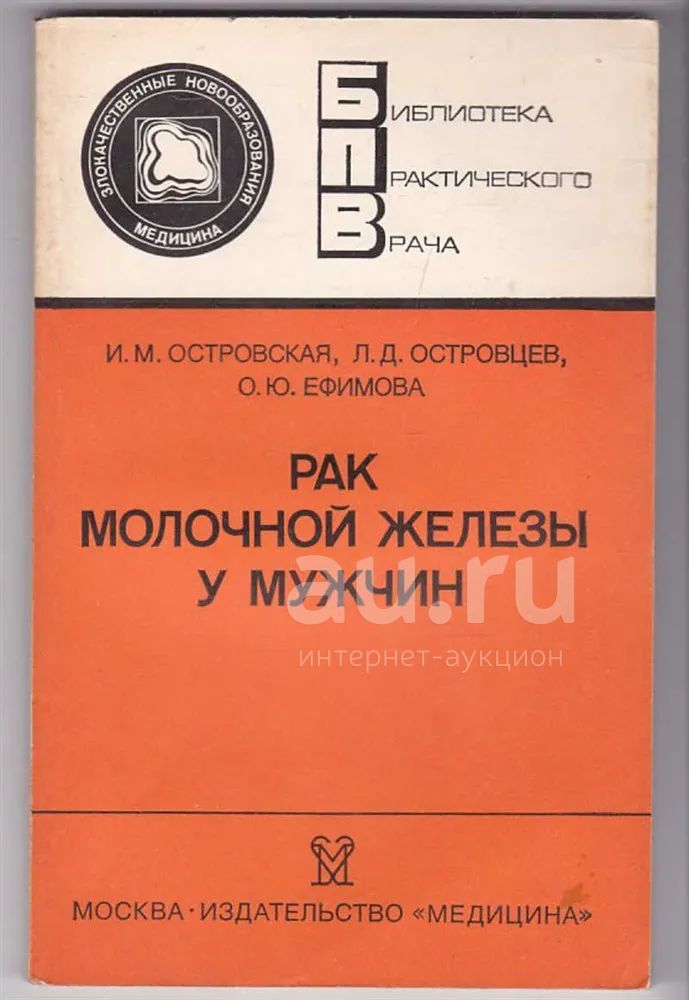 ЗЛОКАЧЕСТВЕННЫЕ НОВООБРАЗОВАНИЯ
МЕДИЦИНА
БИБЛИОТЕКА
ПРАКТИЧЕСКОГО
ВРАЧА
И. М. ОСТРОВСКАЯ, Л. Д. ОСТРОВЦЕВ,
О. Ю. ЕФИМОВА
РАК
МОЛОЧНОЙ ЖЕЛЕЗЫ
У МУЖЧИН
au.ru
интернет-аукцион
МОСКВА · ИЗДАТЕЛЬСТВО «МЕДИЦИНА»